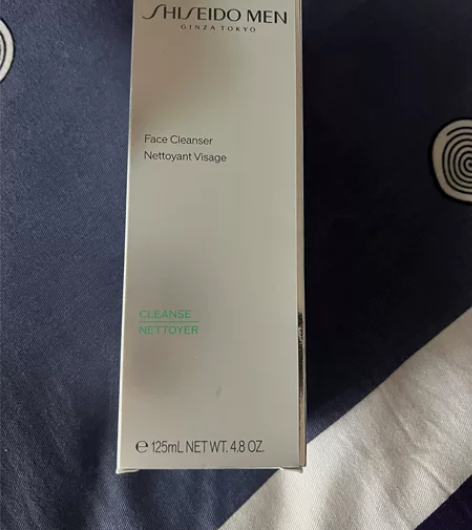 SHISEIDO MEN
GINZA TOKYO
Face Cleanser
Nettoyant Visage
CLEANSE
NETTOYER
℮ 125mL NET WT. 4.8 OZ.